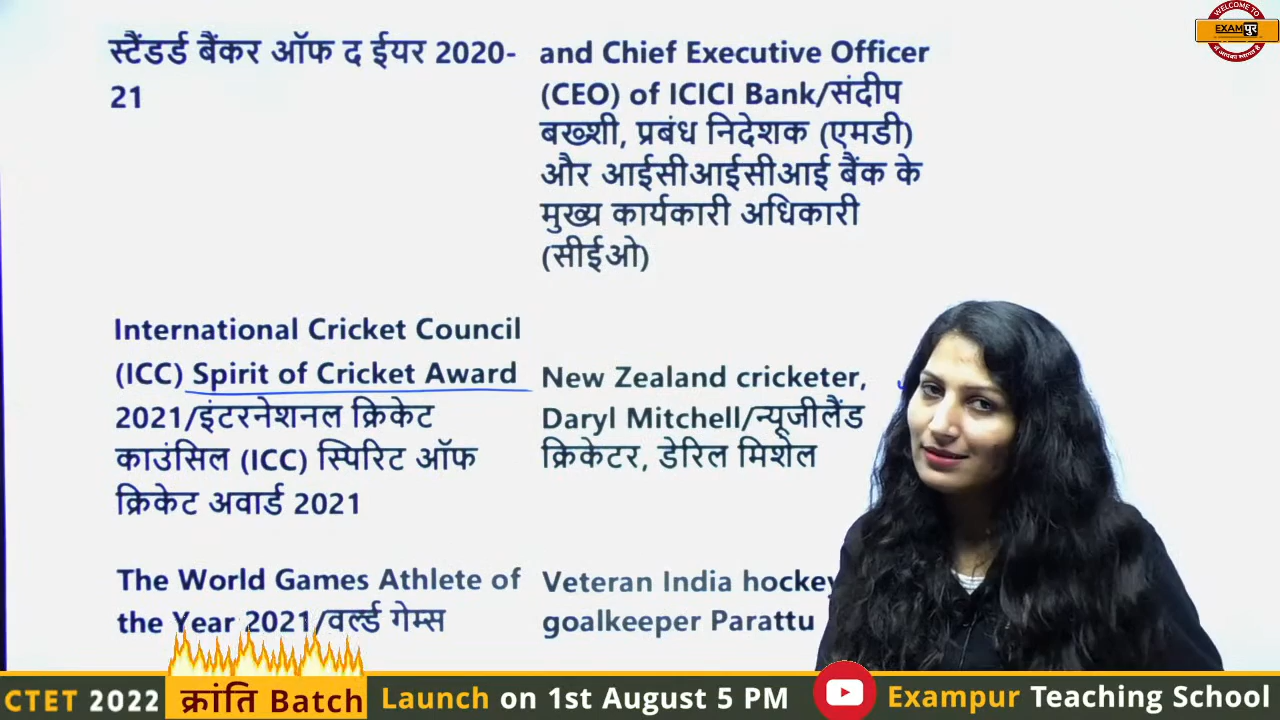 स्टैंडर्ड बैंकर ऑफ द ईयर 2020-
21
and Chief Executive Officer
(CEO) of ICICI Bank/संदीप
बख्शी, प्रबंध निदेशक (एमडी)
और आईसीआईसीआई बैंक के
मुख्य कार्यकारी अधिकारी
(सीईओ)
International Cricket Council
(ICC) Spirit of Cricket Award
2021/इंटरनेशनल क्रिकेट
काउंसिल (ICC) स्पिरिट ऑफ
क्रिकेट अवार्ड 2021
New Zealand cricketer,
Daryl Mitchell/न्यूजीलैंड
क्रिकेटर, डेरिल मिशेल
The World Games Athlete of
the Year 2021/वर्ल्ड गेम्स
Veteran India hockey
goalkeeper Parattu
WELCOME TO
EXAMपुर
CTET 2022 क्रांति Batch Launch on 1st August 5 PM Exampur Teaching School